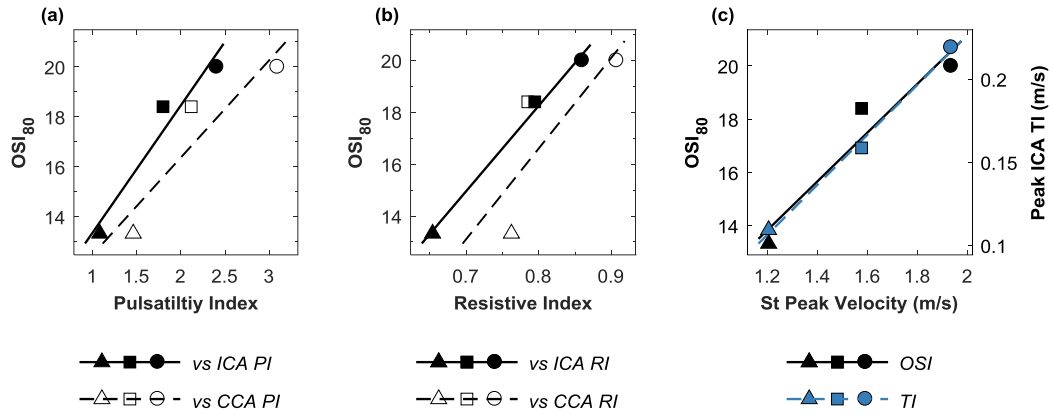 (a)
OSI80
20
18
16
14
1
1.5
2
2.5
3
Pulsatiltiy Index
vs ICA PI
vs CCA PI
(b)
OSI80
20
18
16
14
0.7
0.8
0.9
Resistive Index
vs ICA RI
vs CCA RI
(c)
OSI80
20
18
16
14
1.2
1.4
1.6
1.8
2
St Peak Velocity (m/s)
0.2
0.15
0.1
Peak ICA TI (m/s)
OSI
TI